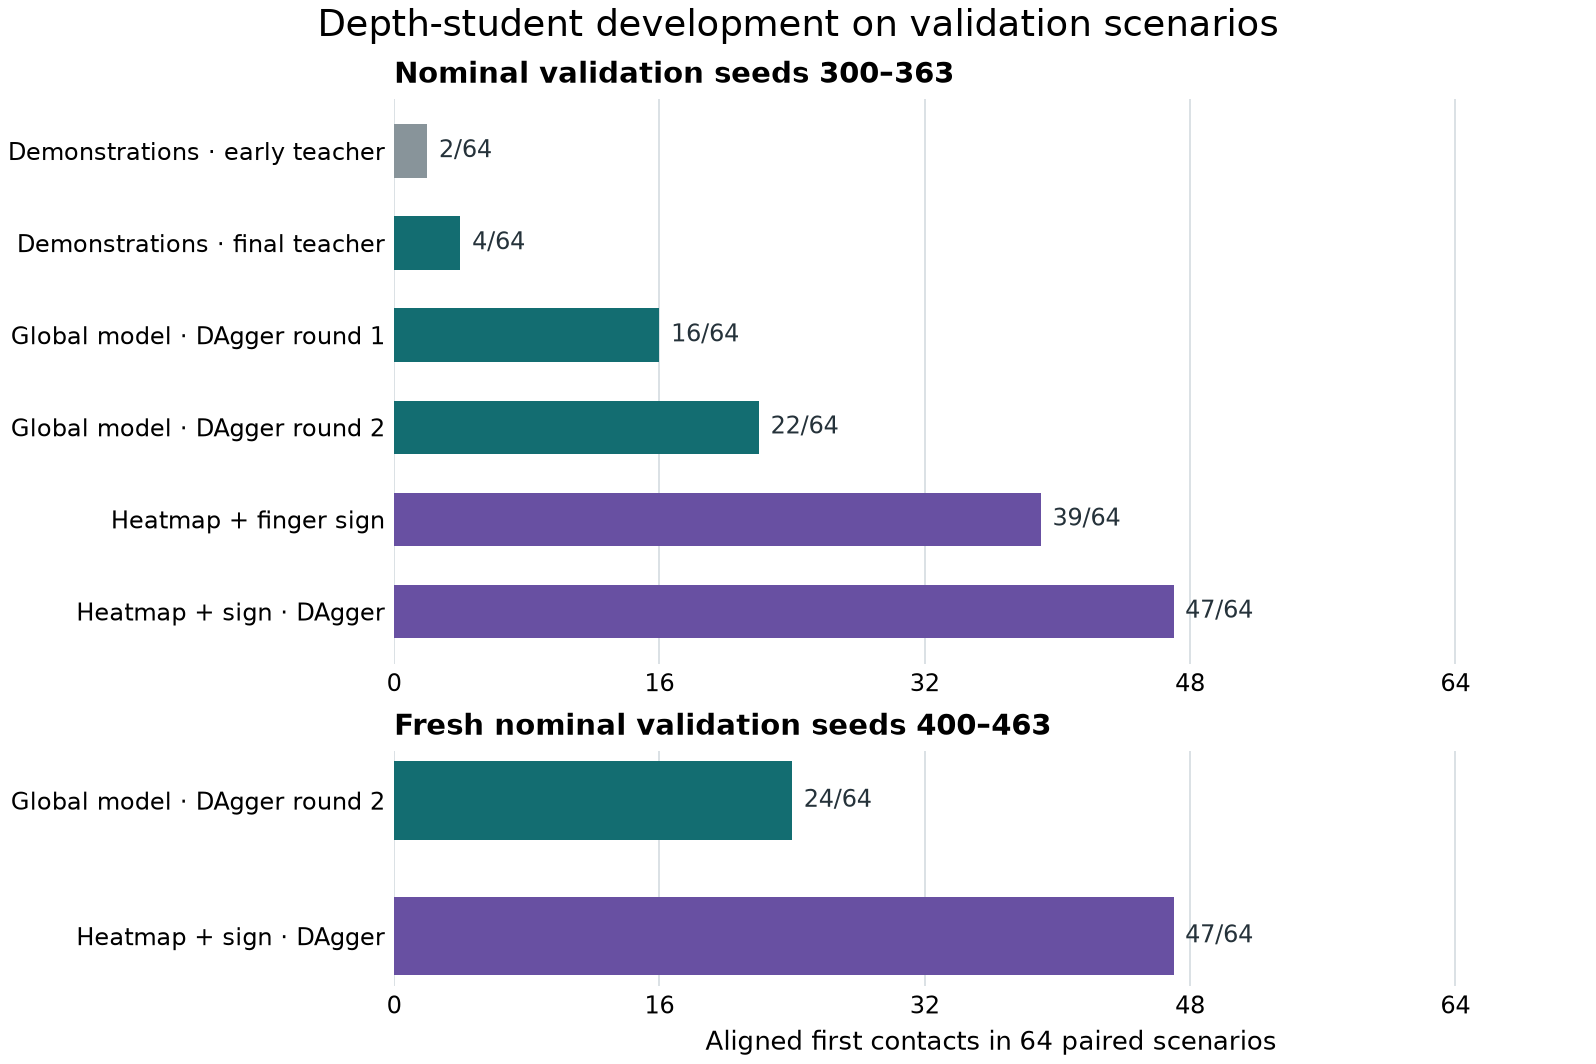 Depth-student development on validation scenarios
Nominal validation seeds 300–363
Demonstrations · early teacher 2/64
Demonstrations · final teacher 4/64
Global model · DAgger round 1 16/64
Global model · DAgger round 2 22/64
Heatmap + finger sign 39/64
Heatmap + sign · DAgger 47/64
0 16 32 48 64
Fresh nominal validation seeds 400–463
Global model · DAgger round 2 24/64
Heatmap + sign · DAgger 47/64
0 16 32 48 64
Aligned first contacts in 64 paired scenarios